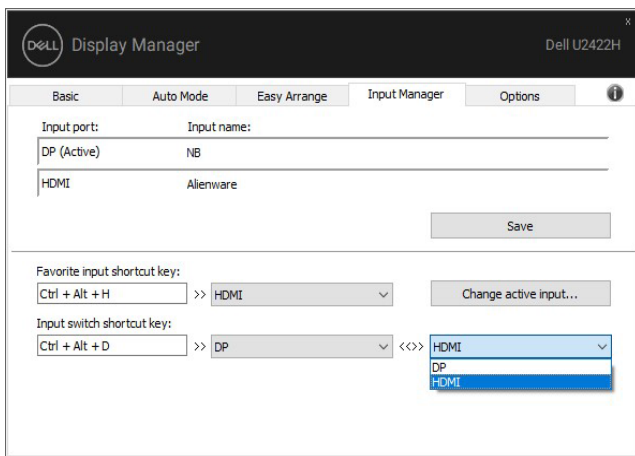 x
DELL Display Manager Dell U2422H
Basic Auto Mode Easy Arrange Input Manager Options i
Input port: Input name:
DP (Active) NB
HDMI Alienware
Save
Favorite input shortcut key:
Ctrl + Alt + H >> HDMI Change active input...
Input switch shortcut key:
Ctrl + Alt + D >> DP <<>> HDMI
DP
HDMI